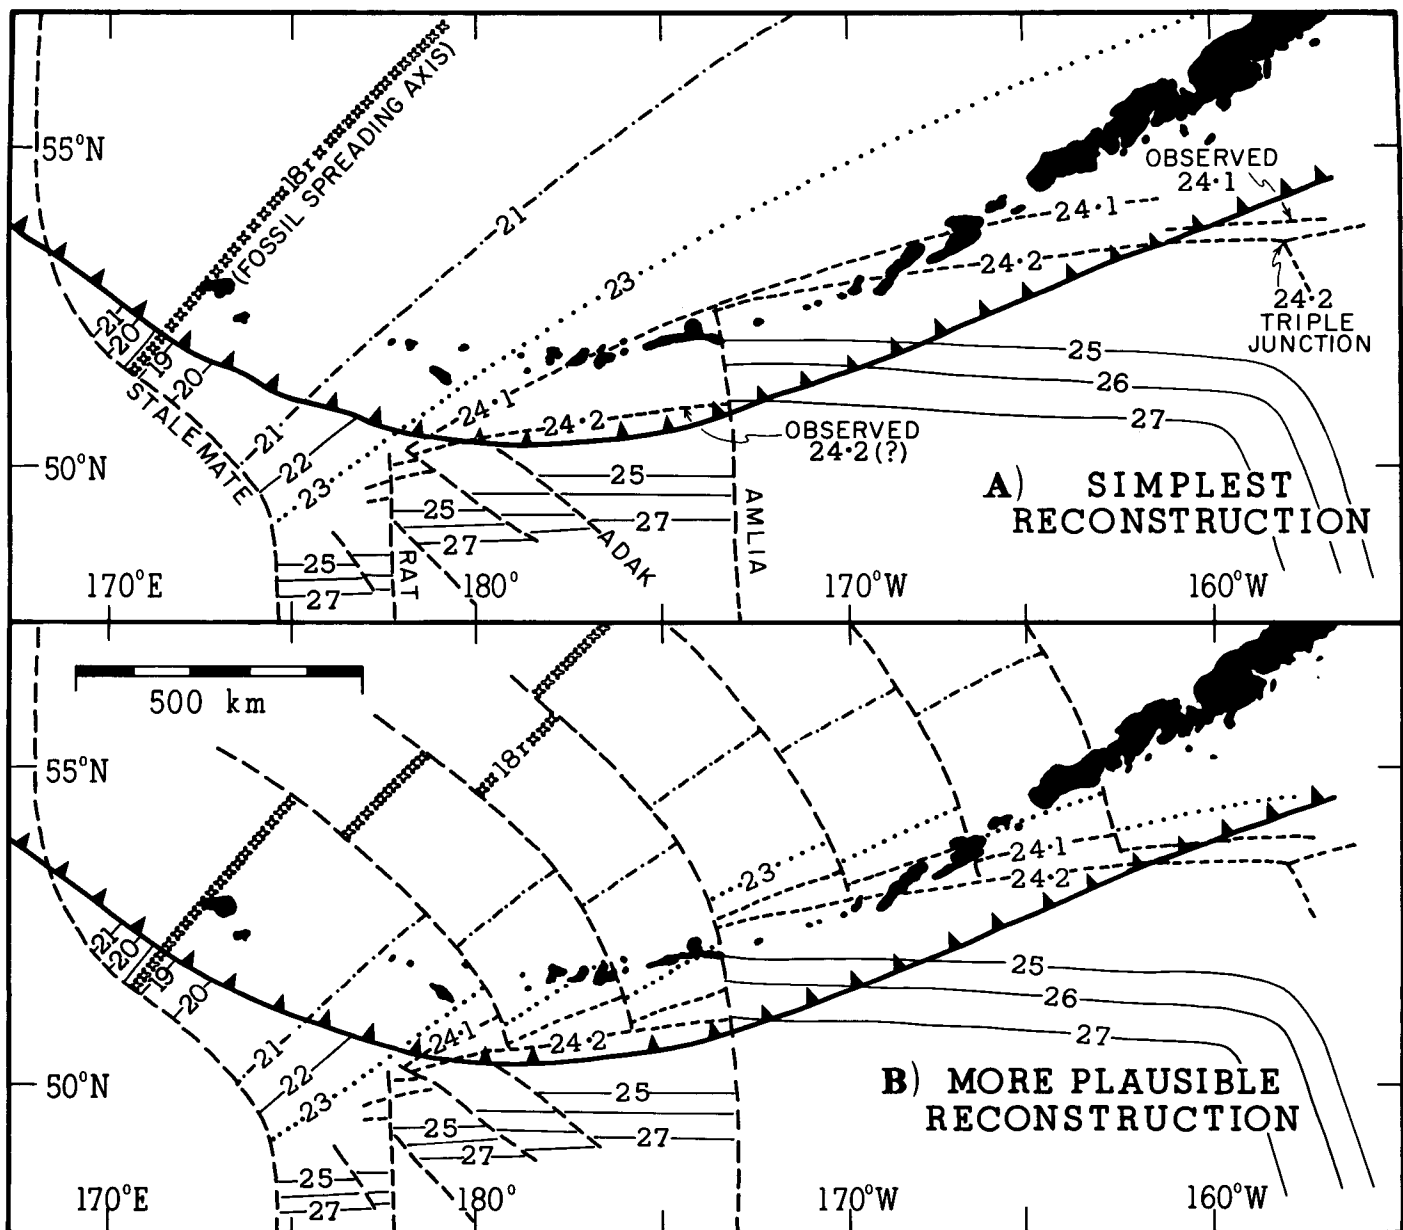 55°N
18r
(FOSSIL SPREADING AXIS)
21
23
OBSERVED
24·1
24·1
24·2
24·2
TRIPLE
JUNCTION
21
20
19
20
STALEMATE
21
22
23
24·1
24·2
OBSERVED
24·2(?)
25
26
27
50°N
25
25
27
27
25
27
RAT
ADAK
AMLIA
A) SIMPLEST
RECONSTRUCTION
170°E
180°
170°W
160°W
500 km
18r
55°N
23
24·1
24·2
21
20
19
20
21
22
23
24·1
24·2
25
26
27
50°N
25
25
27
27
25
27
B) MORE PLAUSIBLE
RECONSTRUCTION
170°E
180°
170°W
160°W